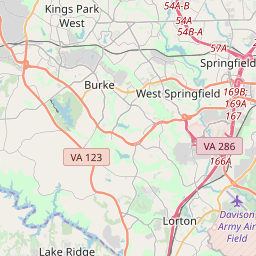 Kings Park
West
54A
54
54A-B
57A
Springfield
Burke
West Springfield
169B;
169A
167
VA 286
VA 123
166A
Lorton
Davison
Army Air
Field
Lake Ridge